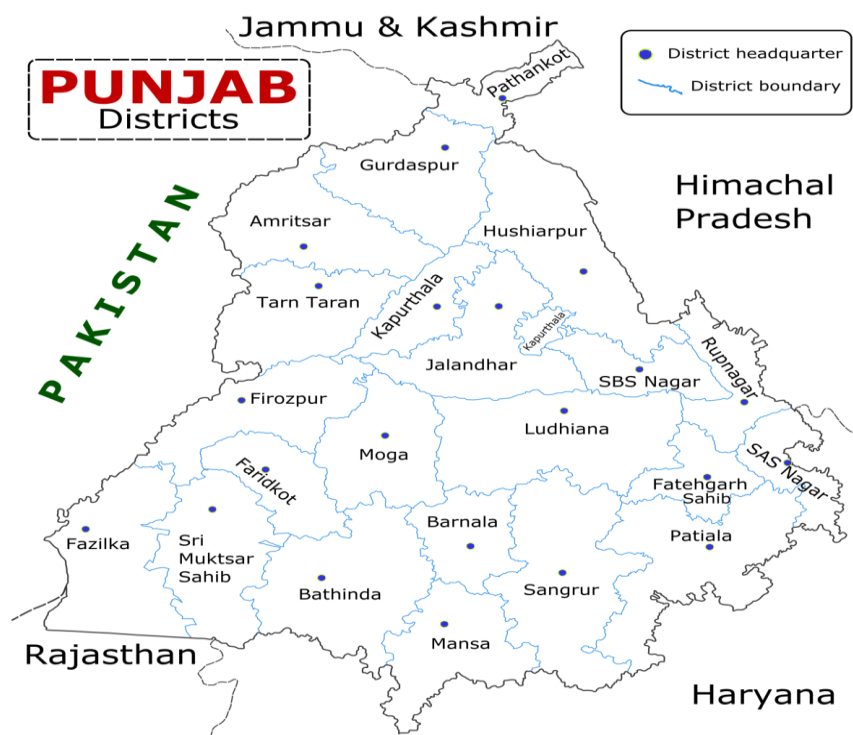 Jammu & Kashmir
PUNJAB
Districts
District headquarter
District boundary
Pathankot
Gurdaspur
Himachal
Pradesh
PAKISTAN
Amritsar
Hushiarpur
Tarn Taran
Kapurthala
Kapurthala
Jalandhar
Rupnagar
SBS Nagar
Firozpur
Ludhiana
Moga
SAS Nagar
Faridkot
Fatehgarh
Sahib
Barnala
Patiala
Fazilka
Sri
Muktsar
Sahib
Bathinda
Sangrur
Mansa
Rajasthan
Haryana